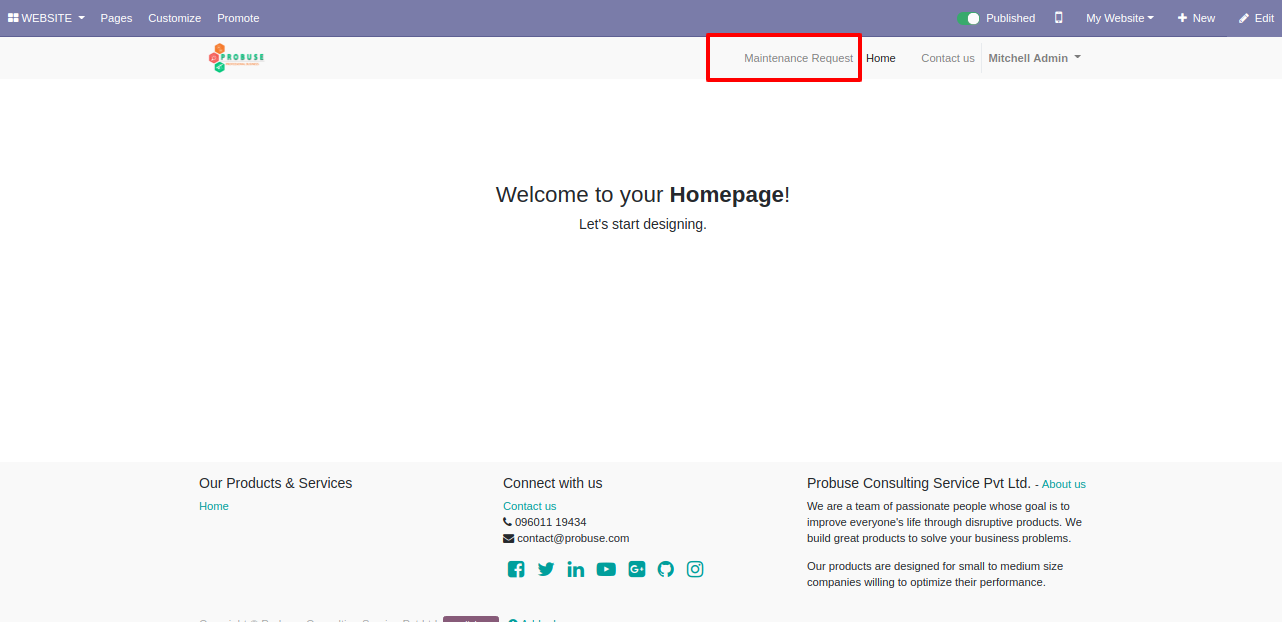 WEBSITE Pages Customize Promote Published My Website New Edit
PROBUSE Maintenance Request Home Contact us Mitchell Admin
Welcome to your Homepage!
Let's start designing.
Our Products & Services
Home
Connect with us
Contact us
096011 19434
contact@probuse.com
Probuse Consulting Service Pvt Ltd. - About us
We are a team of passionate people whose goal is to
improve everyone's life through disruptive products. We
build great products to solve your business problems.
Our products are designed for small to medium size
companies willing to optimize their performance.